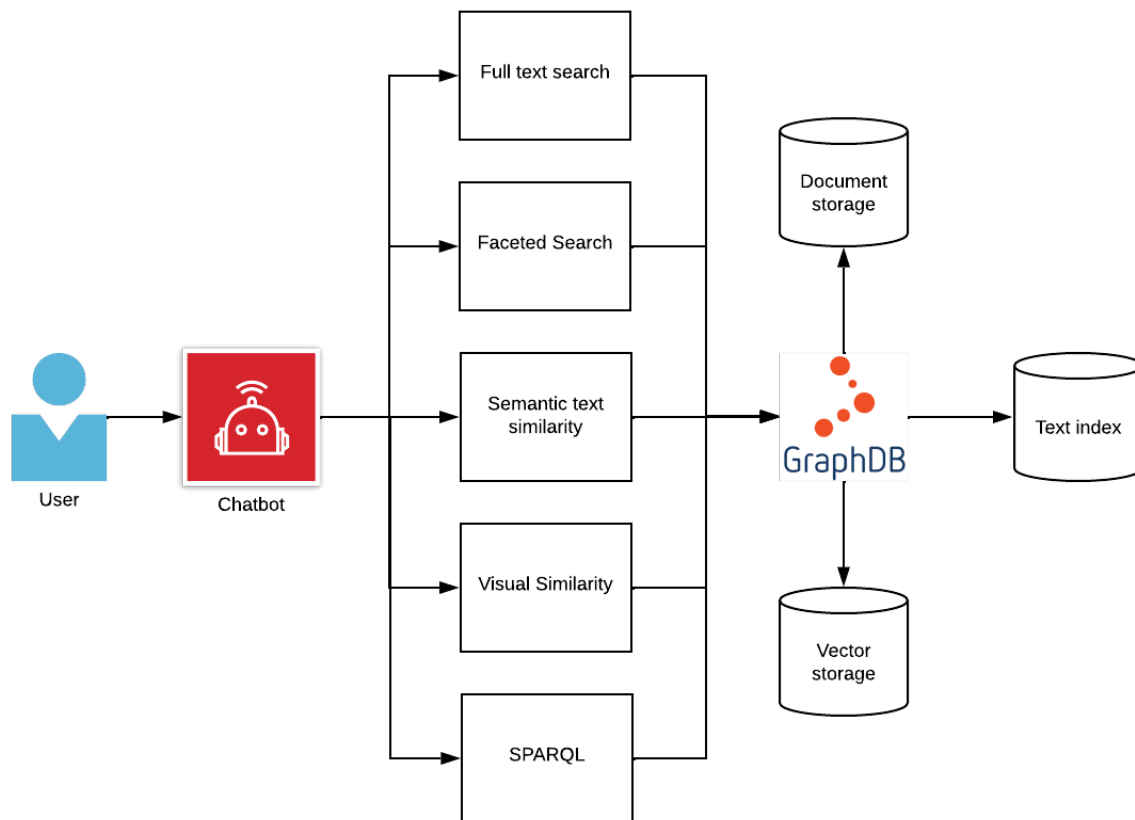 Full text search
Faceted Search
Semantic text
similarity
Visual Similarity
SPARQL
User
Chatbot
Document
storage
GraphDB
Text index
Vector
storage